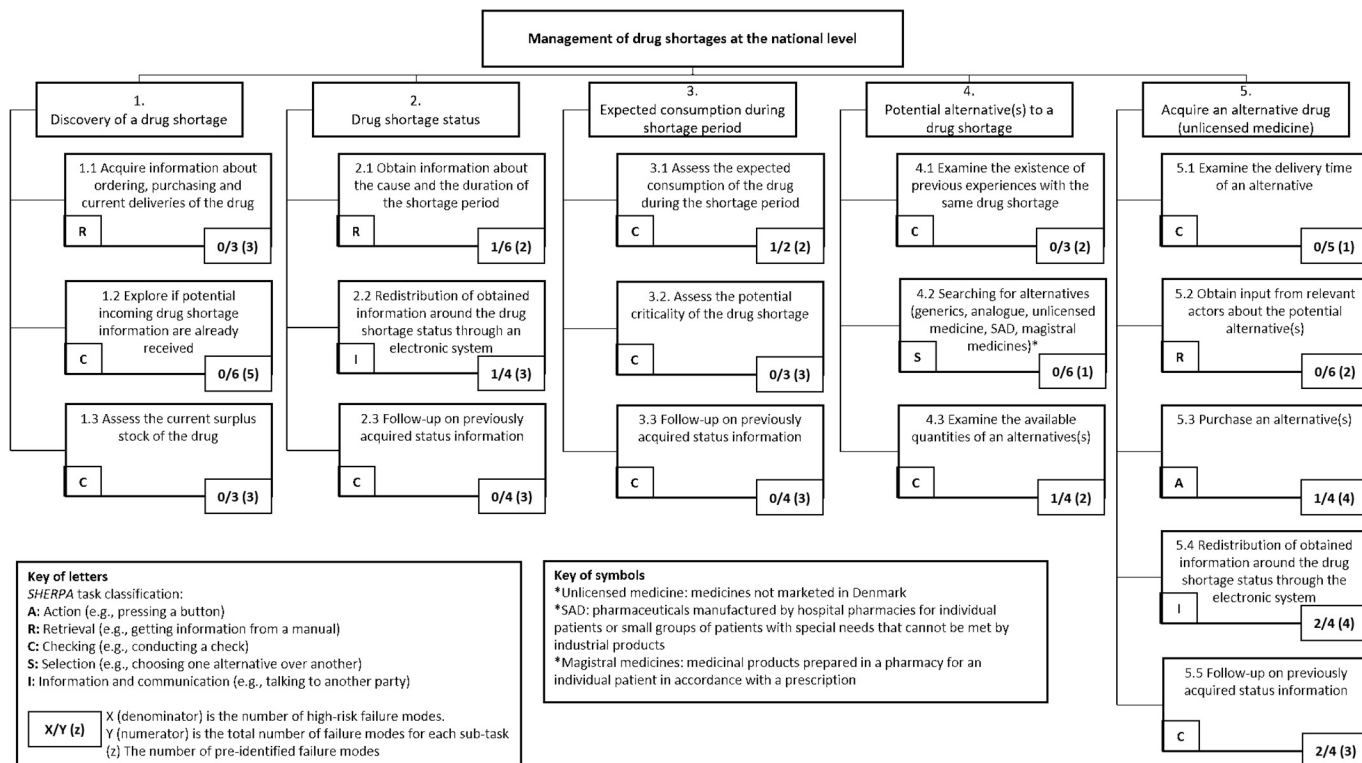 Management of drug shortages at the national level
1.
Discovery of a drug shortage
1.1 Acquire information about
ordering, purchasing and
current deliveries of the drug
R
0/3 (3)
1.2 Explore if potential
incoming drug shortage
information are already
received
C
0/6 (5)
1.3 Assess the current surplus
stock of the drug
C
0/3 (3)
2.
Drug shortage status
2.1 Obtain information about
the cause and the duration of
the shortage period
R
1/6 (2)
2.2 Redistribution of obtained
information around the drug
shortage status through an
electronic system
I
1/4 (3)
2.3 Follow-up on previously
acquired status information
C
0/4 (3)
3.
Expected consumption during
shortage period
3.1 Assess the expected
consumption of the drug
during the shortage period
C
1/2 (2)
3.2. Assess the potential
criticality of the drug shortage
C
0/3 (3)
3.3 Follow-up on previously
acquired status information
C
0/4 (3)
4.
Potential alternative(s) to a
drug shortage
4.1 Examine the existence of
previous experiences with the
same drug shortage
C
0/3 (2)
4.2 Searching for alternatives
(generics, analogue, unlicensed
medicine, SAD, magistral
medicines)*
S
0/6 (1)
4.3 Examine the available
quantities of an alternatives(s)
C
1/4 (2)
5.
Acquire an alternative drug
(unlicensed medicine)
5.1 Examine the delivery time
of an alternative
C
0/5 (1)
5.2 Obtain input from relevant
actors about the potential
alternative(s)
R
0/6 (2)
5.3 Purchase an alternative(s)
A
1/4 (4)
5.4 Redistribution of obtained
information around the drug
shortage status through the
electronic system
I
2/4 (4)
5.5 Follow-up on previously
acquired status information
C
2/4 (3)
Key of letters
SHERPA task classification:
A: Action (e.g., pressing a button)
R: Retrieval (e.g., getting information from a manual)
C: Checking (e.g., conducting a check)
S: Selection (e.g., choosing one alternative over another)
I: Information and communication (e.g., talking to another party)
X/Y (z)
X (denominator) is the number of high-risk failure modes.
Y (numerator) is the total number of failure modes for each sub-task
(z) The number of pre-identified failure modes
Key of symbols
*Unlicensed medicine: medicines not marketed in Denmark
*SAD: pharmaceuticals manufactured by hospital pharmacies for individual
patients or small groups of patients with special needs that cannot be met by
industrial products
*Magistral medicines: medicinal products prepared in a pharmacy for an
individual patient in accordance with a prescription